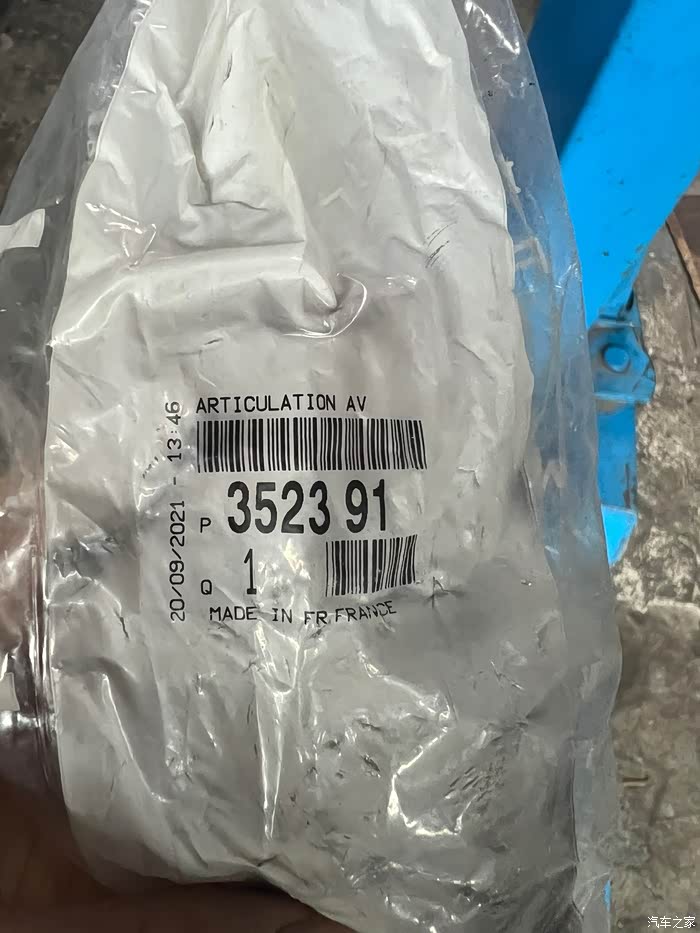 ARTICULATION AV
20/09/2021 - 13:46
P 3523 91
Q 1
MADE IN FR.FRANCE
汽车之家